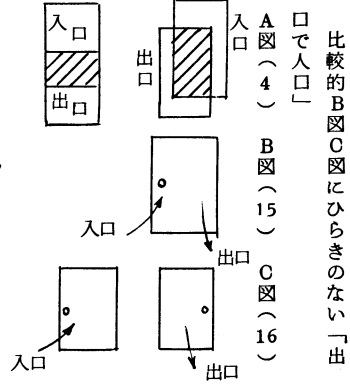 比較的B図C図にひらきのない「出
口で人口」
A図(4)
B図(15)
C図(16)
入口
出口
入口
出口
入口
出口
入口
出口